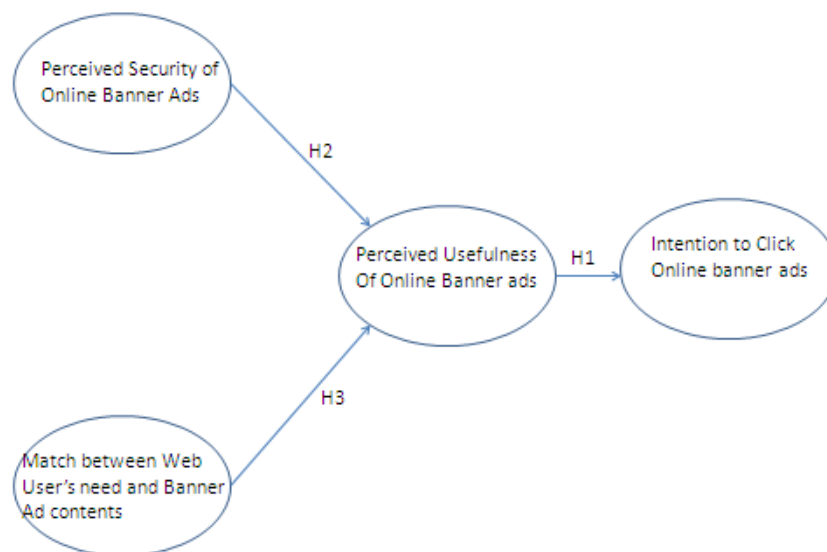 Perceived Security of
Online Banner Ads
H2
Perceived Usefulness
Of Online Banner ads
H1
Intention to Click
Online banner ads
H3
Match between Web
User's need and Banner
Ad contents